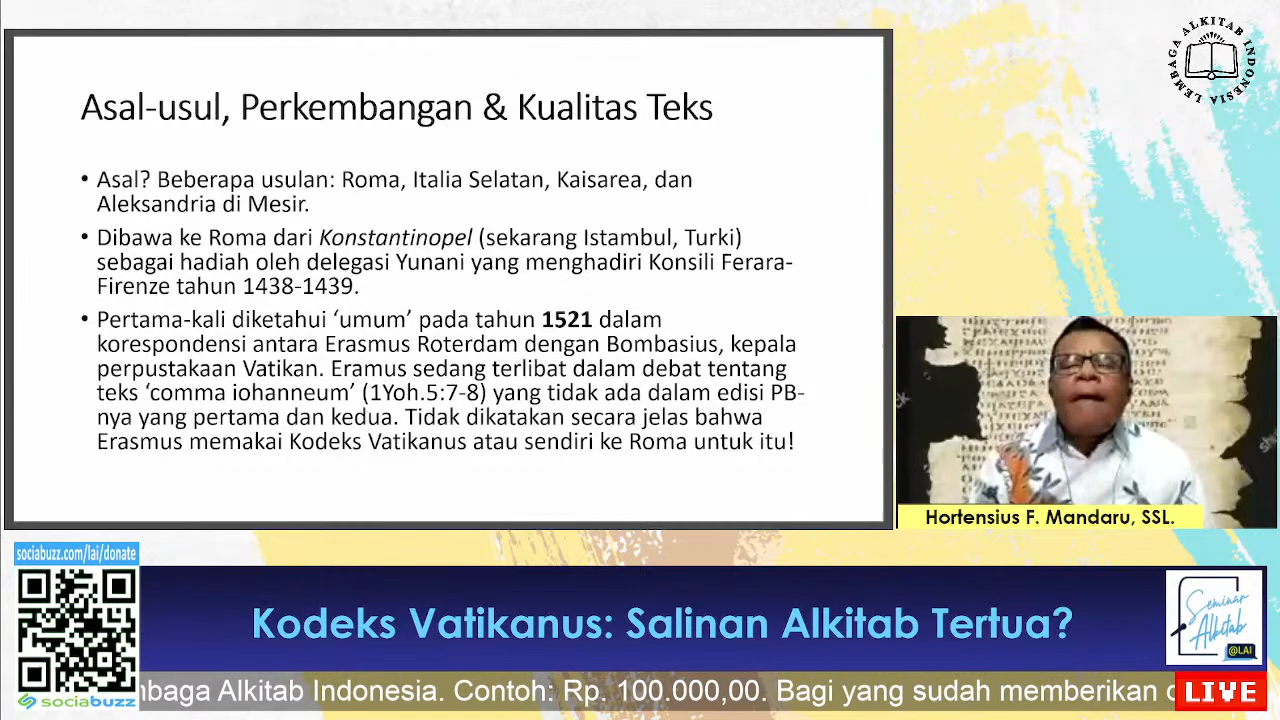 Asal-usul, Perkembangan & Kualitas Teks
• Asal? Beberapa usulan: Roma, Italia Selatan, Kaisarea, dan
Aleksandria di Mesir.
• Dibawa ke Roma dari Konstantinopel (sekarang Istambul, Turki)
sebagai hadiah oleh delegasi Yunani yang menghadiri Konsili Ferara-
Firenze tahun 1438-1439.
• Pertama-kali diketahui ‘umum’ pada tahun 1521 dalam
korespondensi antara Erasmus Roterdam dengan Bombasius, kepala
perpustakaan Vatikan. Eramus sedang terlibat dalam debat tentang
teks ‘comma iohanneum’ (1Yoh.5:7-8) yang tidak ada dalam edisi PB-
nya yang pertama dan kedua. Tidak dikatakan secara jelas bahwa
Erasmus memakai Kodeks Vatikanus atau sendiri ke Roma untuk itu!
LEMBAGA ALKITAB INDONESIA
Hortensius F. Mandaru, SSL.
sociabuzz.com/lai/donate
Kodeks Vatikanus: Salinan Alkitab Tertua?
Seminar
Alkitab
@LAI
sociabuzz
mbaga Alkitab Indonesia. Contoh: Rp. 100.000,00. Bagi yang sudah memberikan
LIVE